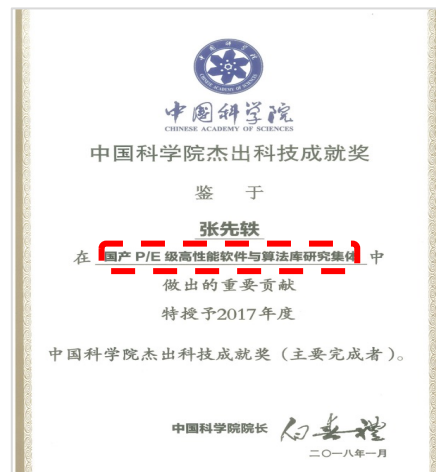 中国科学院
CHINESE ACADEMY OF SCIENCES
中国科学院杰出科技成就奖
鉴于
张先轶
在 国产 P/E 级高性能软件与算法库研究集体 中
做出的重要贡献
特授予2017年度
中国科学院杰出科技成就奖（主要完成者）。
中国科学院院长 白春礼
二〇一八年一月